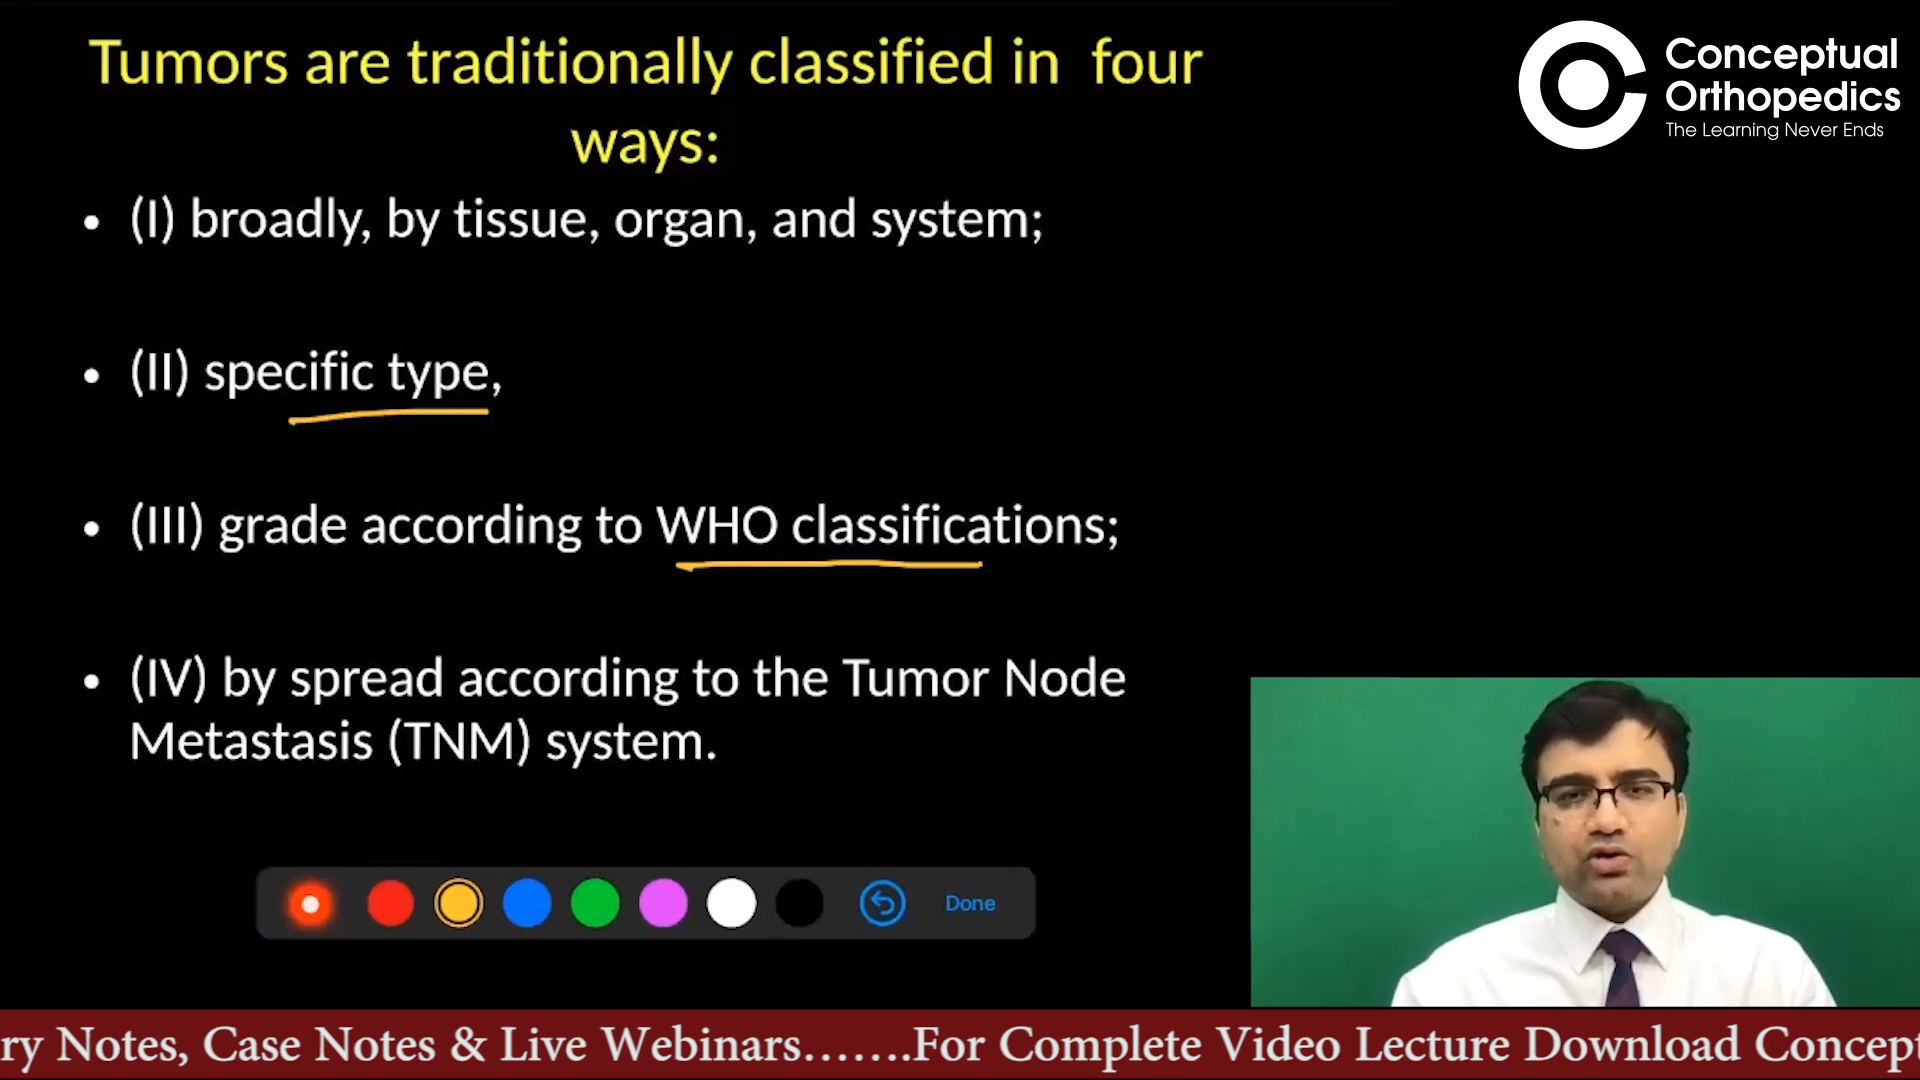 Tumors are traditionally classified in four
ways:
• (I) broadly, by tissue, organ, and system;
• (II) specific type,
• (III) grade according to WHO classifications;
• (IV) by spread according to the Tumor Node
Metastasis (TNM) system.
Conceptual
Orthopedics
The Learning Never Ends
Done
ry Notes, Case Notes & Live Webinars.......For Complete Video Lecture Download Concept